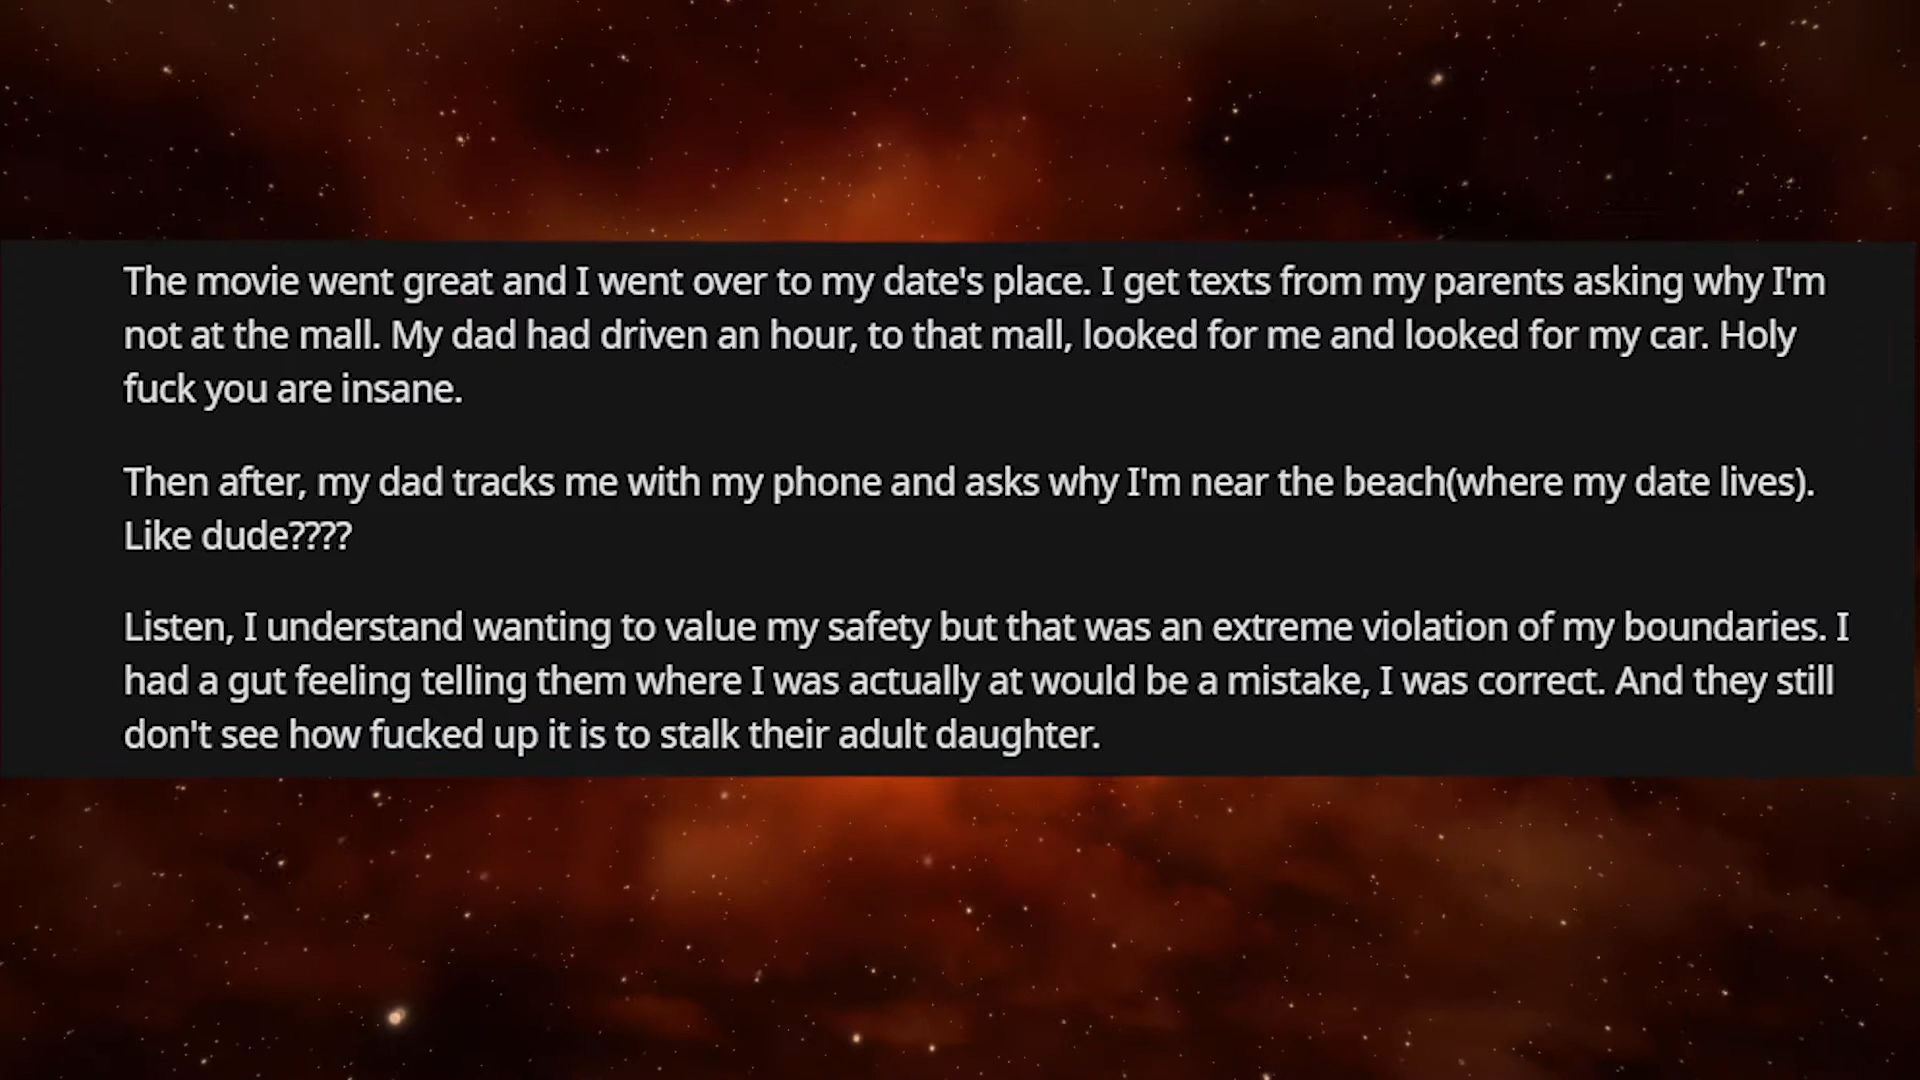 The movie went great and I went over to my date's place. I get texts from my parents asking why I'm
not at the mall. My dad had driven an hour, to that mall, looked for me and looked for my car. Holy
fuck you are insane.
Then after, my dad tracks me with my phone and asks why I'm near the beach(where my date lives).
Like dude????
Listen, I understand wanting to value my safety but that was an extreme violation of my boundaries. I
had a gut feeling telling them where I was actually at would be a mistake, I was correct. And they still
don't see how fucked up it is to stalk their adult daughter.